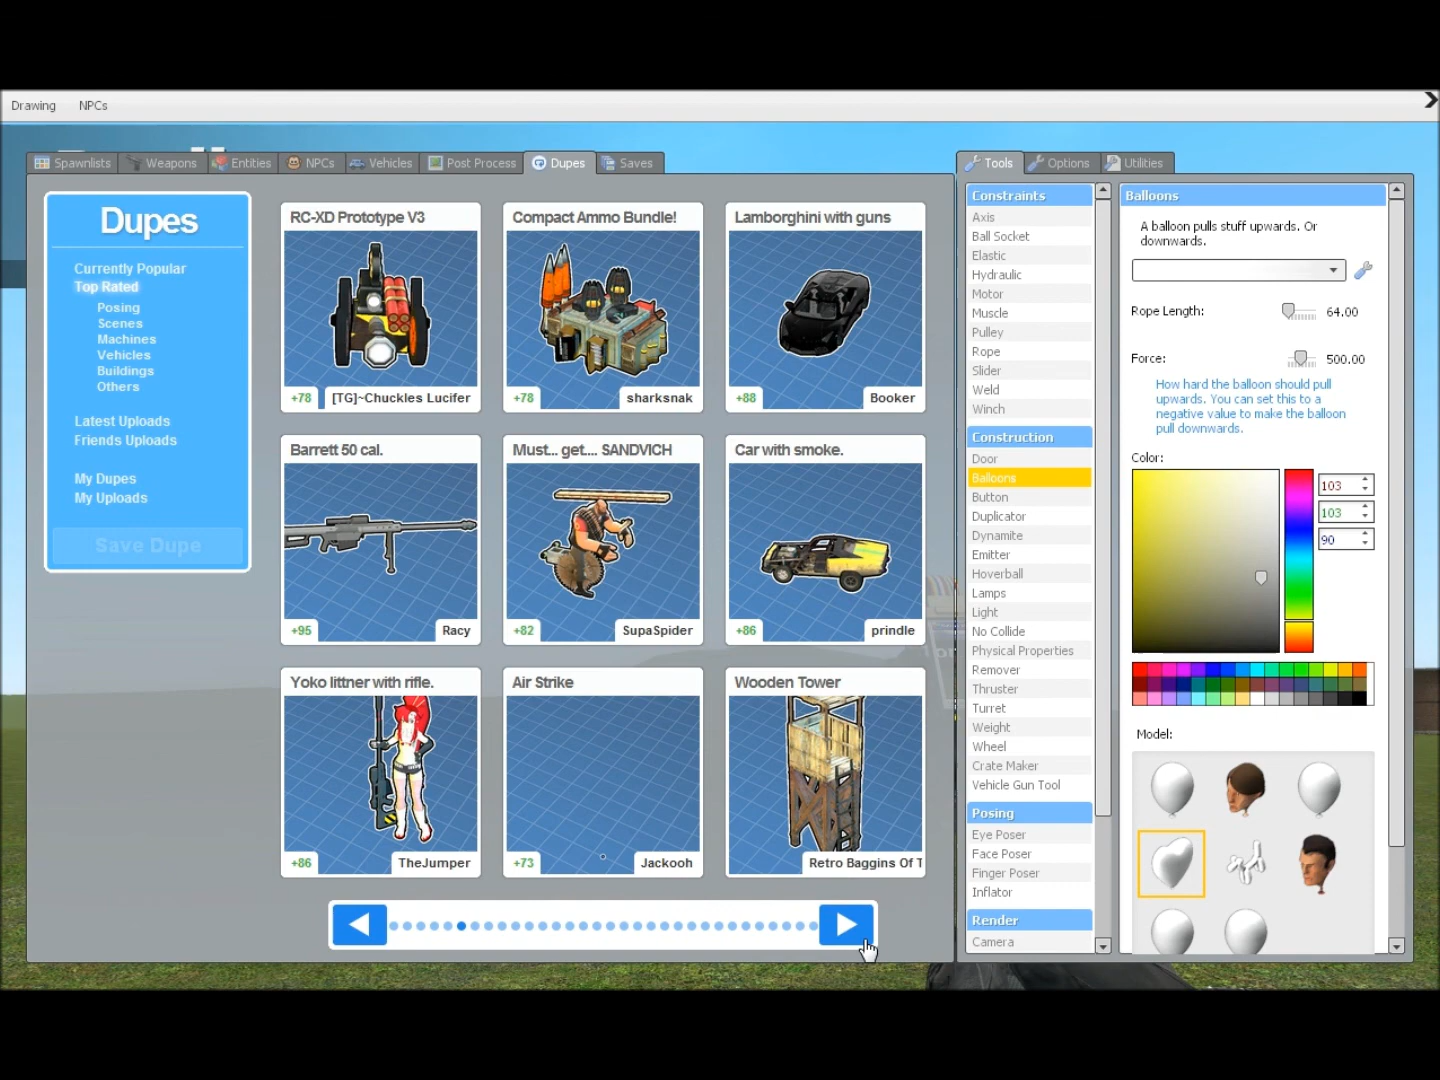 Drawing NPCs
Spawnlists Weapons Entities NPCs Vehicles Post Process Dupes Saves
Tools Options Utilities
Dupes
Currently Popular
Top Rated
Posing
Scenes
Machines
Vehicles
Buildings
Others
Latest Uploads
Friends Uploads
My Dupes
My Uploads
Save Dupe
RC-XD Prototype V3
+78 [TG]~Chuckles Lucifer
Compact Ammo Bundle!
+78 sharksnak
Lamborghini with guns
+88 Booker
Barrett 50 cal.
+95 Racy
Must... get.... SANDVICH
+82 SupaSpider
Car with smoke.
+86 prindle
Yoko littner with rifle.
+86 TheJumper
Air Strike
+73 Jackooh
Wooden Tower
+78 Retro Baggins Of T
Constraints
Axis
Ball Socket
Elastic
Hydraulic
Motor
Muscle
Pulley
Rope
Slider
Weld
Winch
Construction
Door
Balloons
Button
Duplicator
Dynamite
Emitter
Hoverball
Lamps
Light
No Collide
Physical Properties
Remover
Thruster
Turret
Weight
Wheel
Crate Maker
Vehicle Gun Tool
Posing
Eye Poser
Face Poser
Finger Poser
Inflator
Render
Camera
Balloons
A balloon pulls stuff upwards. Or
downwards.
Rope Length: 64.00
Force: 500.00
How hard the balloon should pull
upwards. You can set this to a
negative value to make the balloon
pull downwards.
Color:
103
103
90
Model: